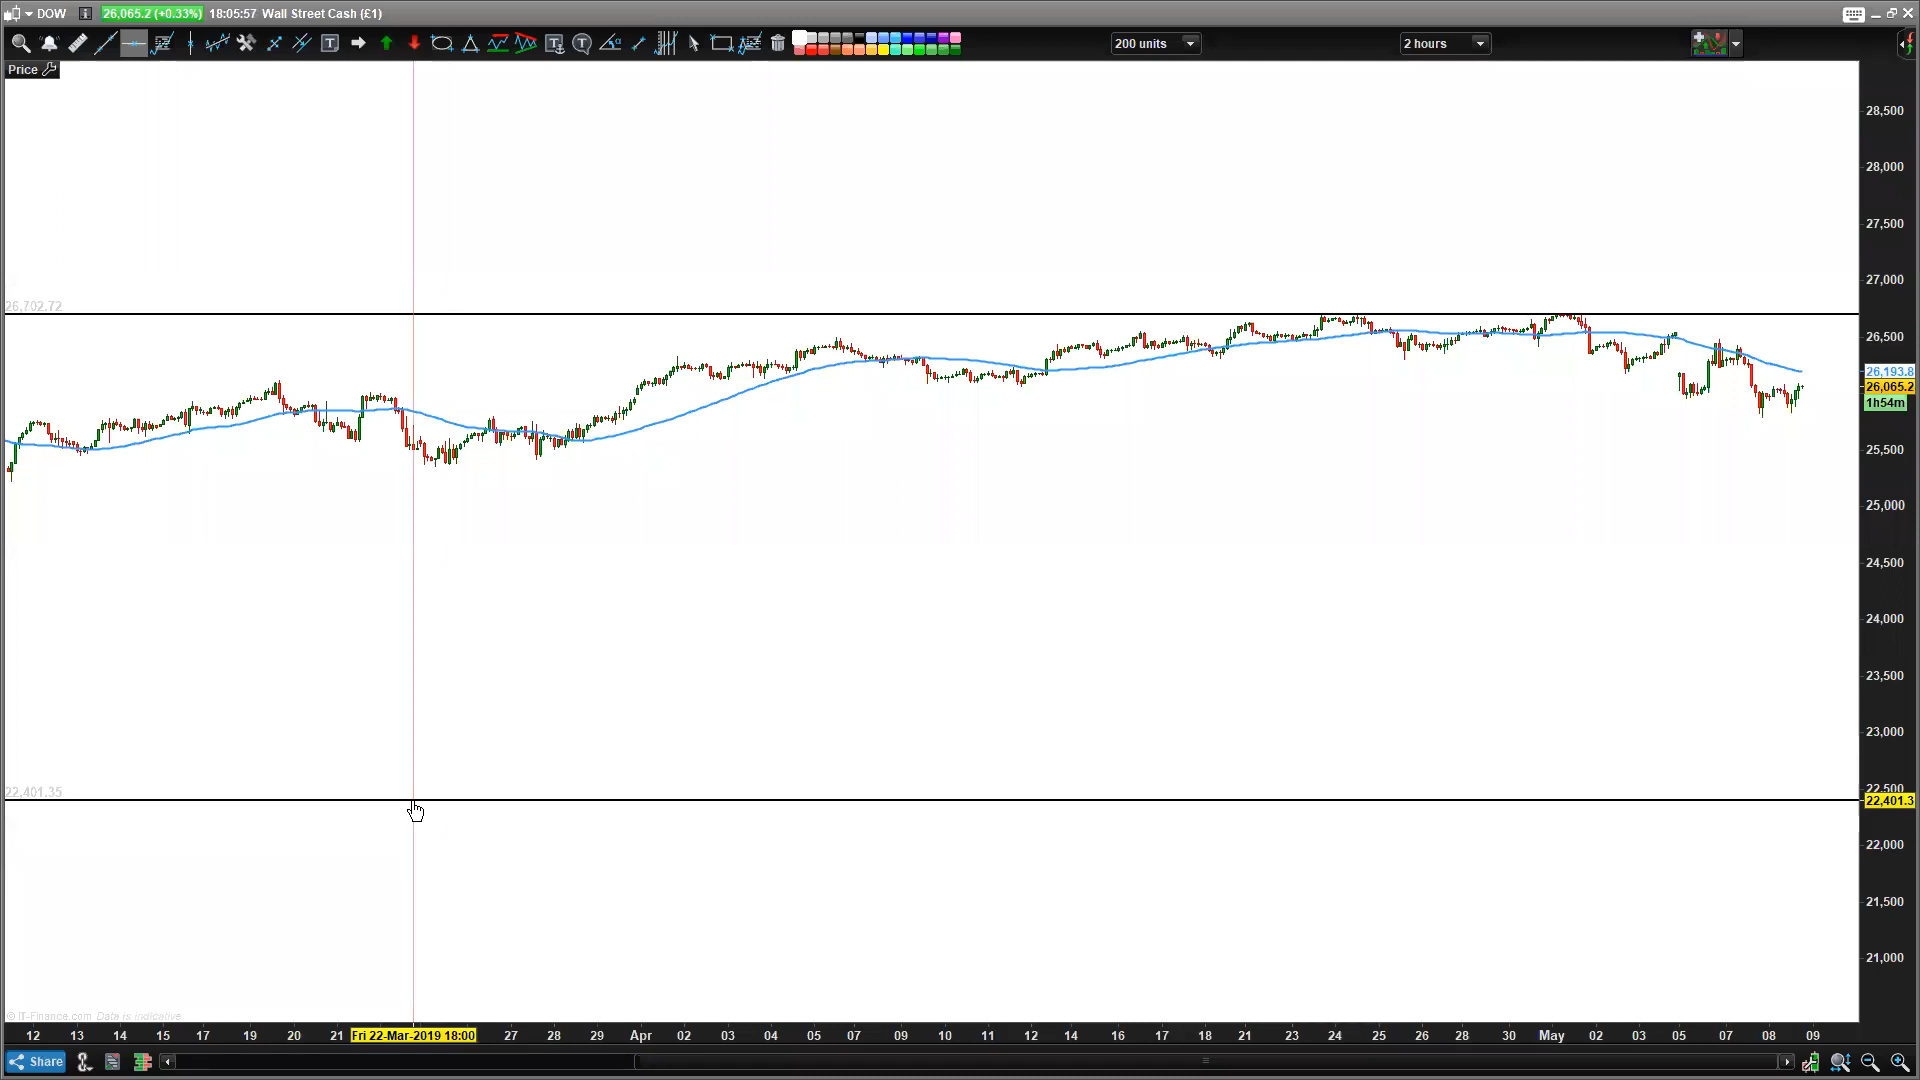 DOW 26,065.2 (+0.33%) 18:05:57 Wall Street Cash (£1)
200 units 2 hours
Price
28,500
28,000
27,500
27,000
26,702.72
26,500
26,193.8
26,065.2
1h54m
25,500
25,000
24,500
24,000
23,500
23,000
22,500
22,401.35
22,401.3
22,000
21,500
21,000
© IT-Finance.com Data is indicative
12 13 14 15 17 19 20 21 Fri 22-Mar-2019 18:00 27 28 29 Apr 02 03 04 05 07 09 10 11 12 14 16 17 18 21 23 24 25 26 28 30 May 02 03 05 07 08 09
Share